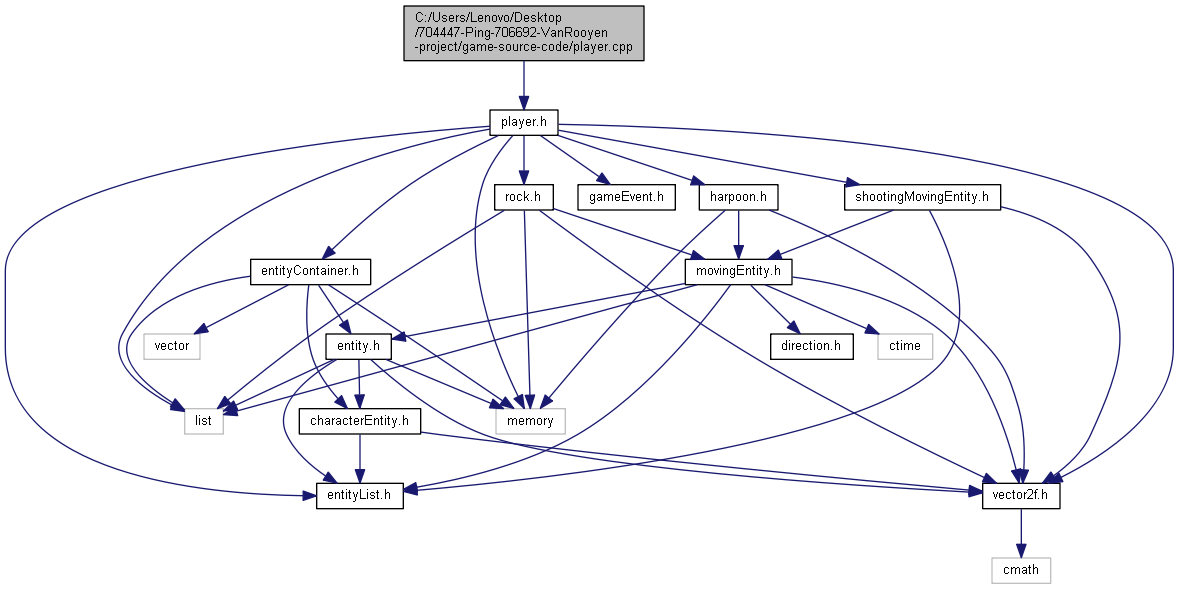 C:/Users/Lenovo/Desktop
/704447-Ping-706692-VanRooyen
-project/game-source-code/player.cpp
player.h
rock.h
gameEvent.h
harpoon.h
shootingMovingEntity.h
entityContainer.h
movingEntity.h
vector
entity.h
direction.h
ctime
list
characterEntity.h
memory
entityList.h
vector2f.h
cmath